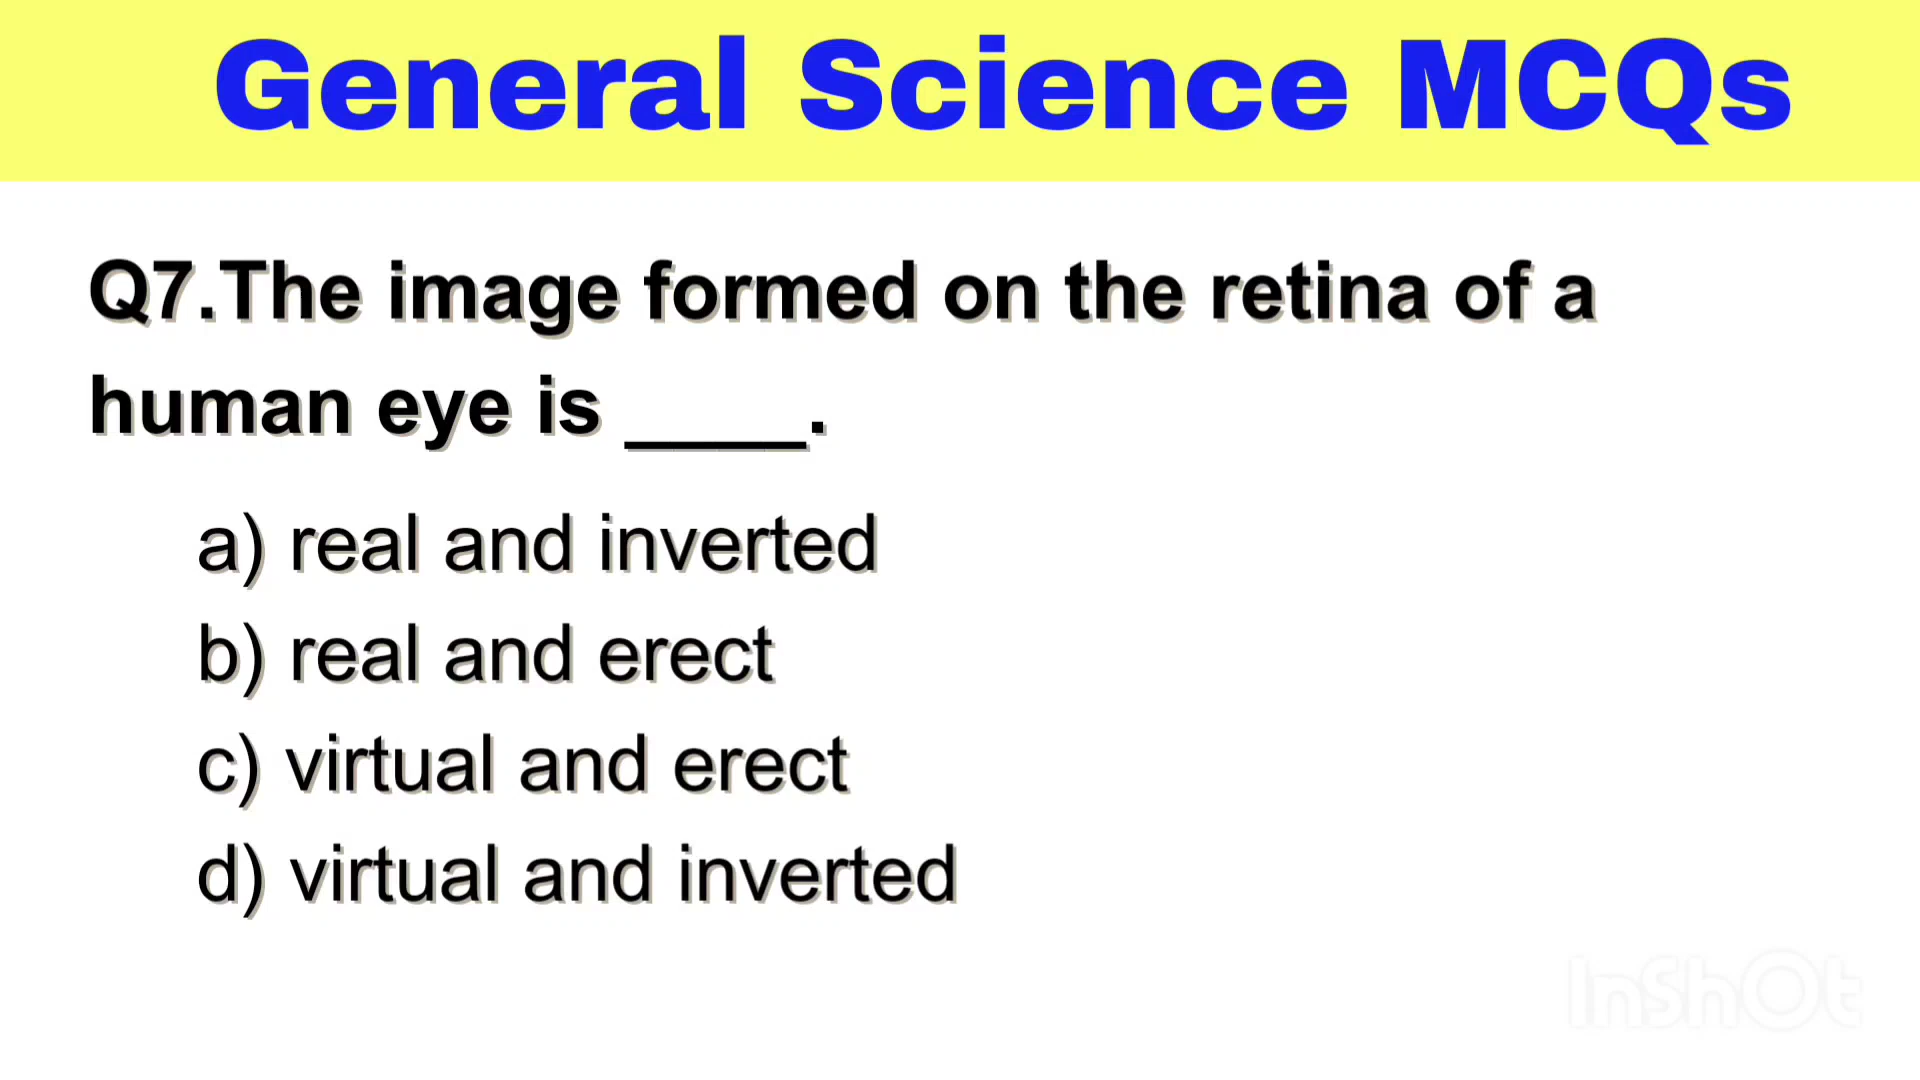 General Science MCQs
Q7.The image formed on the retina of a
human eye is ____.
a) real and inverted
b) real and erect
c) virtual and erect
d) virtual and inverted
InShOt